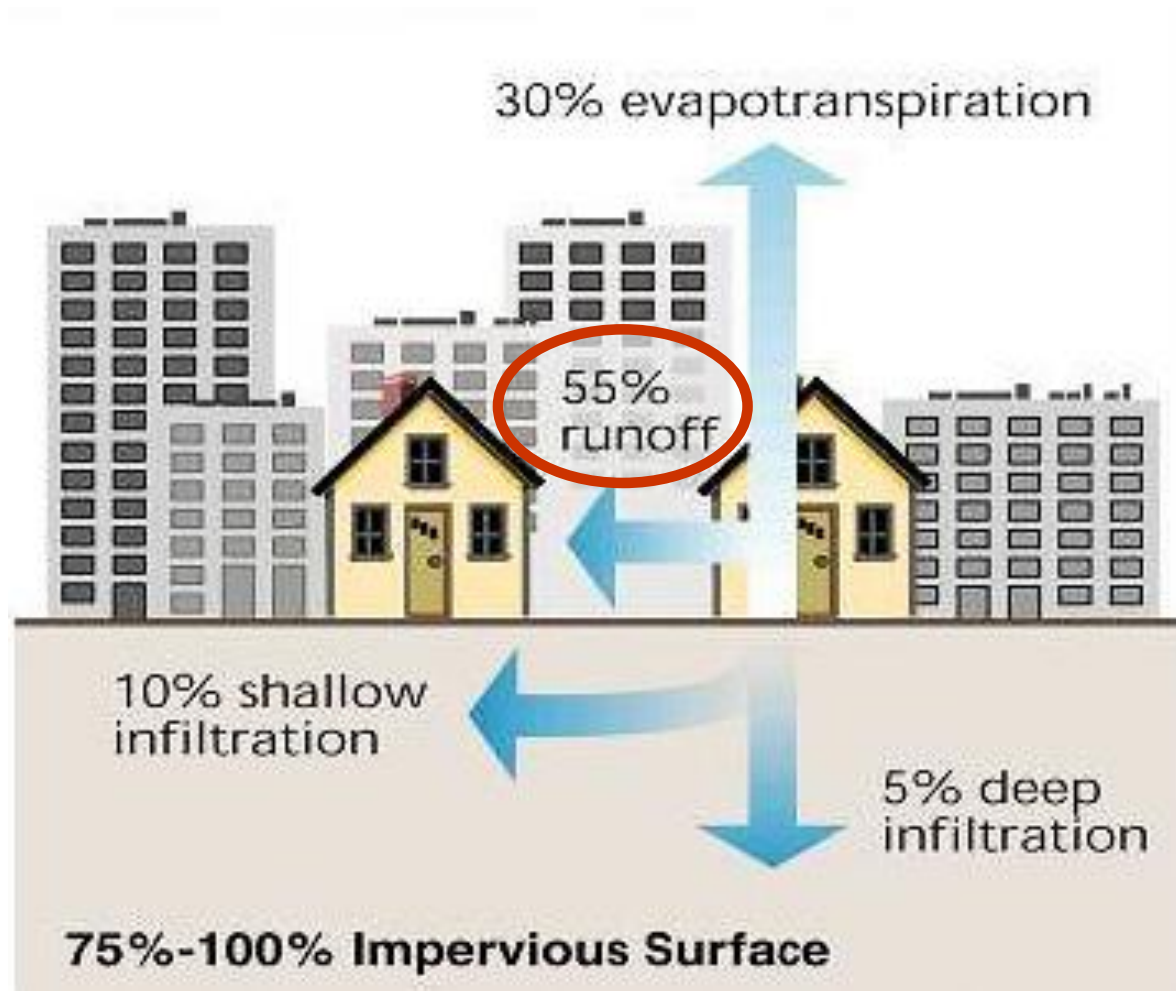 30% evapotranspiration
55%
runoff
10% shallow
infiltration
5% deep
infiltration
75%-100% Impervious Surface